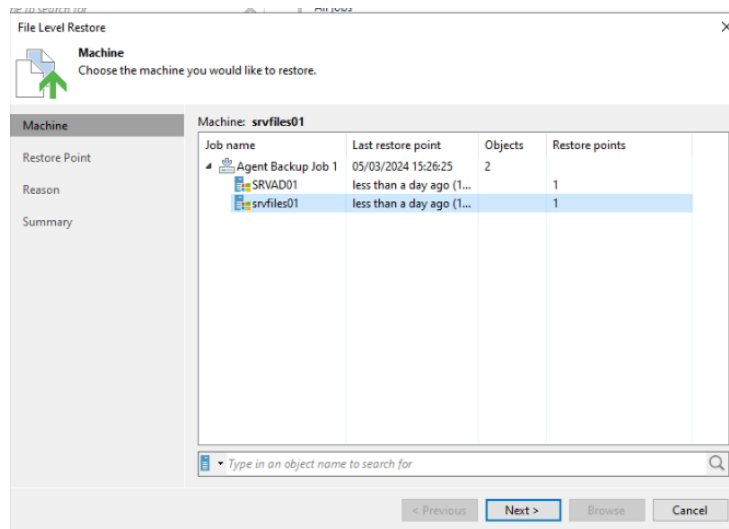 File Level Restore
Machine
Choose the machine you would like to restore.
Machine
Restore Point
Reason
Summary
Machine: srvfiles01
Job name Last restore point Objects Restore points
Agent Backup Job 1 05/03/2024 15:26:25 2
SRVAD01 less than a day ago (1... 1
srvfiles01 less than a day ago (1... 1
Type in an object name to search for
< Previous Next > Browse Cancel